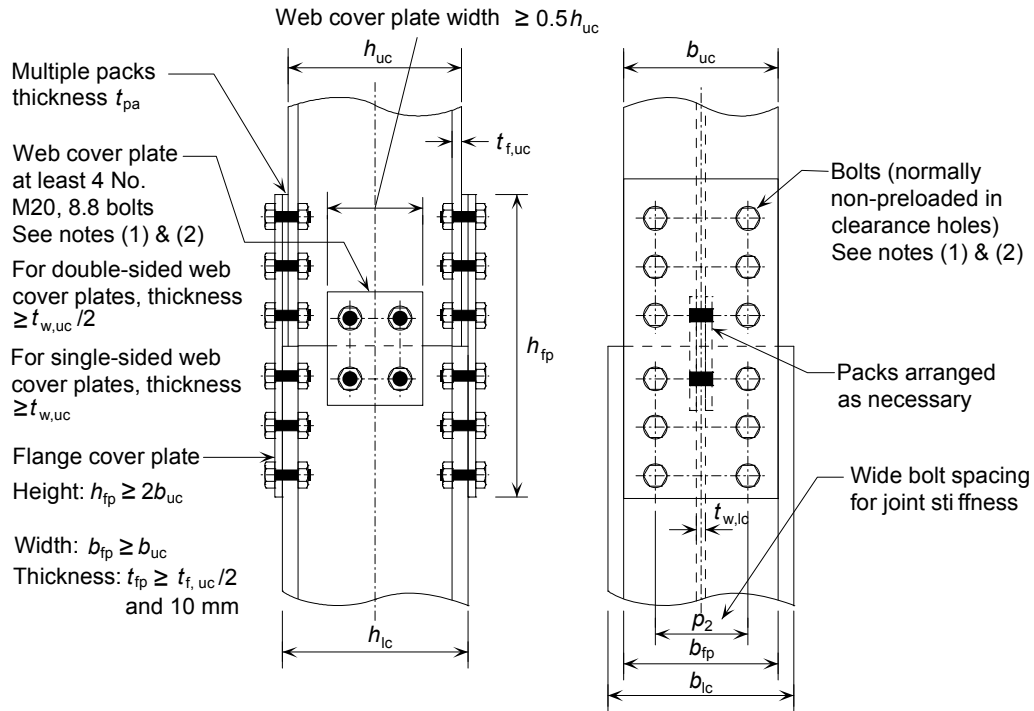 Web cover plate width ≥ 0.5h_uc
h_uc
b_uc
Multiple packs
thickness t_pa
t_f,uc
Web cover plate
at least 4 No.
M20, 8.8 bolts
See notes (1) & (2)
Bolts (normally
non-preloaded in
clearance holes)
See notes (1) & (2)
For double-sided web
cover plates, thickness
≥t_w,uc/2
h_fp
For single-sided web
cover plates, thickness
≥t_w,uc
Packs arranged
as necessary
Flange cover plate
Height: h_fp ≥ 2b_uc
Wide bolt spacing
for joint sti ffness
t_w,lc
Width: b_fp ≥ b_uc
Thickness: t_fp ≥ t_f, uc/2
and 10 mm
h_lc
p_2
b_fp
b_lc